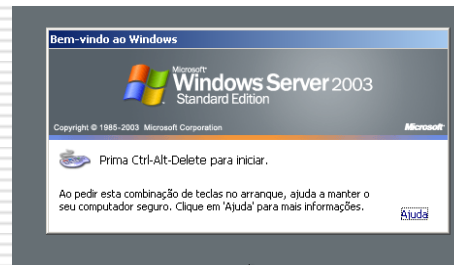 Bem-vindo ao Windows
Microsoft
Windows Server 2003
Standard Edition
Copyright © 1985-2003 Microsoft Corporation
Microsoft
Prima Ctrl-Alt-Delete para iniciar.
Ao pedir esta combinação de teclas no arranque, ajuda a manter o
seu computador seguro. Clique em 'Ajuda' para mais informações.
Ajuda